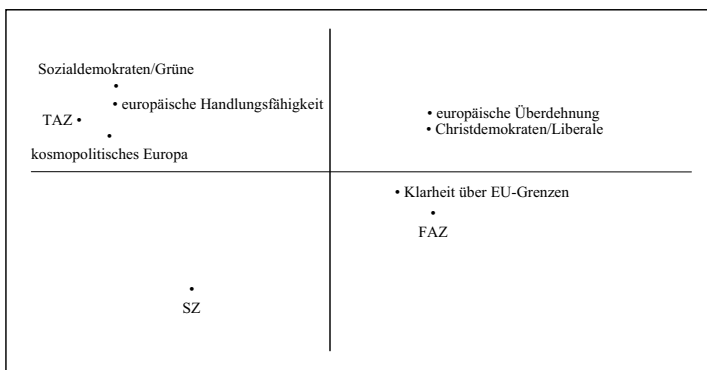 Sozialdemokraten/Grüne
europäische Handlungsfähigkeit
TAZ
kosmopolitisches Europa
europäische Überdehnung
Christdemokraten/Liberale
Klarheit über EU-Grenzen
FAZ
SZ